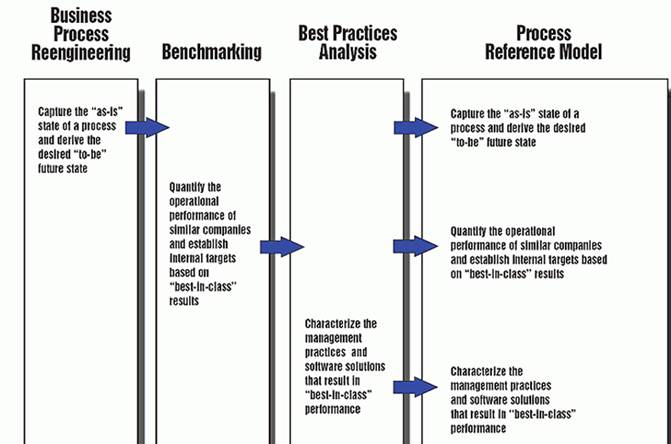 Business
Process
Reengineering
Benchmarking
Best Practices
Analysis
Process
Reference Model
Capture the "as-is"
state of a process
and derive the
desired "to-be"
future state
Quantify the
operational
performance of
similar companies
and establish
internal targets
based on
"best-in-class"
results
Characterize the
management
practices and
software solutions
that result in
"best-in-class"
performance
Capture the "as-is" state of a
process and derive the desired
"to-be" future state
Quantify the operational
performance of similar companies
and establish internal targets based
on "best-in-class" results
Characterize the
management practices
and software solutions
that result in "best-in-class"
performance